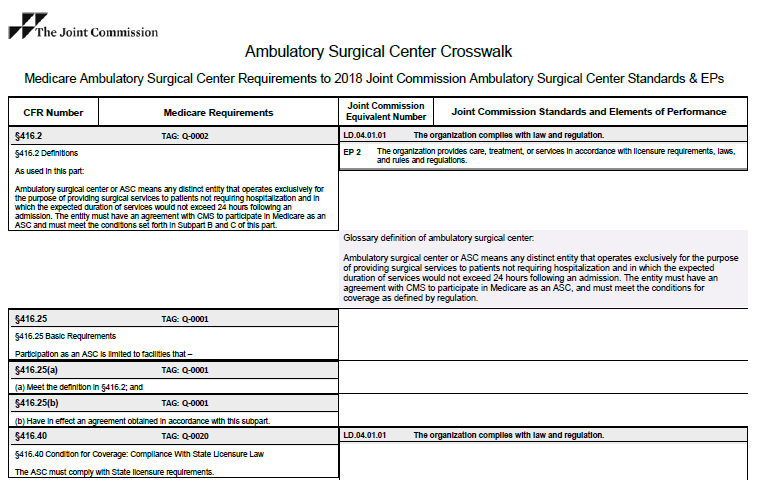 The Joint Commission
Ambulatory Surgical Center Crosswalk
Medicare Ambulatory Surgical Center Requirements to 2018 Joint Commission Ambulatory Surgical Center Standards & EPs
CFR Number
Medicare Requirements
Joint Commission
Equivalent Number
Joint Commission Standards and Elements of Performance
§416.2 TAG: Q-0002
§416.2 Definitions
As used in this part:
Ambulatory surgical center or ASC means any distinct entity that operates exclusively for
the purpose of providing surgical services to patients not requiring hospitalization and in
which the expected duration of services would not exceed 24 hours following an
admission. The entity must have an agreement with CMS to participate in Medicare as an
ASC and must meet the conditions set forth in Subpart B and C of this part.
LD.04.01.01 The organization complies with law and regulation.
EP 2 The organization provides care, treatment, or services in accordance with licensure requirements, laws,
and rules and regulations.
Glossary definition of ambulatory surgical center:
Ambulatory surgical center or ASC means any distinct entity that operates exclusively for the purpose
of providing surgical services to patients not requiring hospitalization and in which the expected
duration of services would not exceed 24 hours following an admission. The entity must have an
agreement with CMS to participate in Medicare as an ASC, and must meet the conditions for
coverage as defined by regulation.
§416.25 TAG: Q-0001
§416.25 Basic Requirements
Participation as an ASC is limited to facilities that –
§416.25(a) TAG: Q-0001
(a) Meet the definition in §416.2; and
§416.25(b) TAG: Q-0001
(b) Have in effect an agreement obtained in accordance with this subpart.
§416.40 TAG: Q-0020
§416.40 Condition for Coverage: Compliance With State Licensure Law
The ASC must comply with State licensure requirements.
LD.04.01.01 The organization complies with law and regulation.